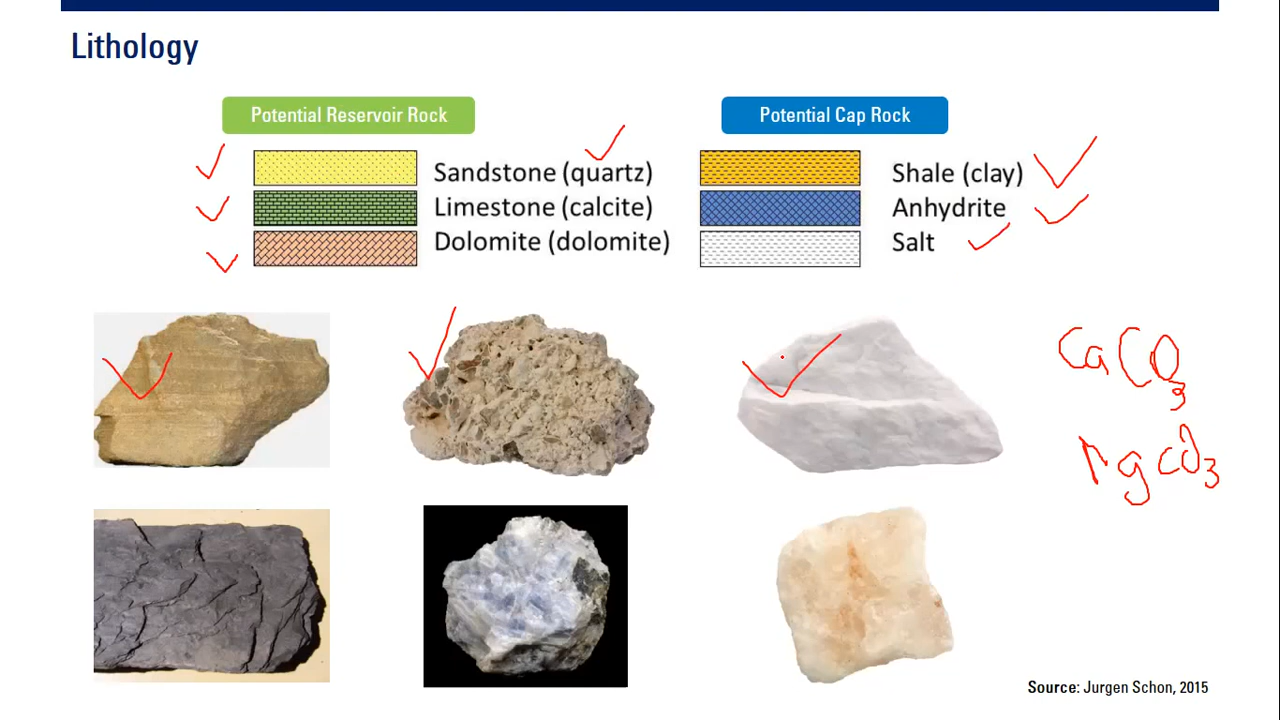 Lithology
Potential Reservoir Rock
Sandstone (quartz)
Limestone (calcite)
Dolomite (dolomite)
Potential Cap Rock
Shale (clay)
Anhydrite
Salt
CaCO3
MgCO3
Source: Jurgen Schon, 2015